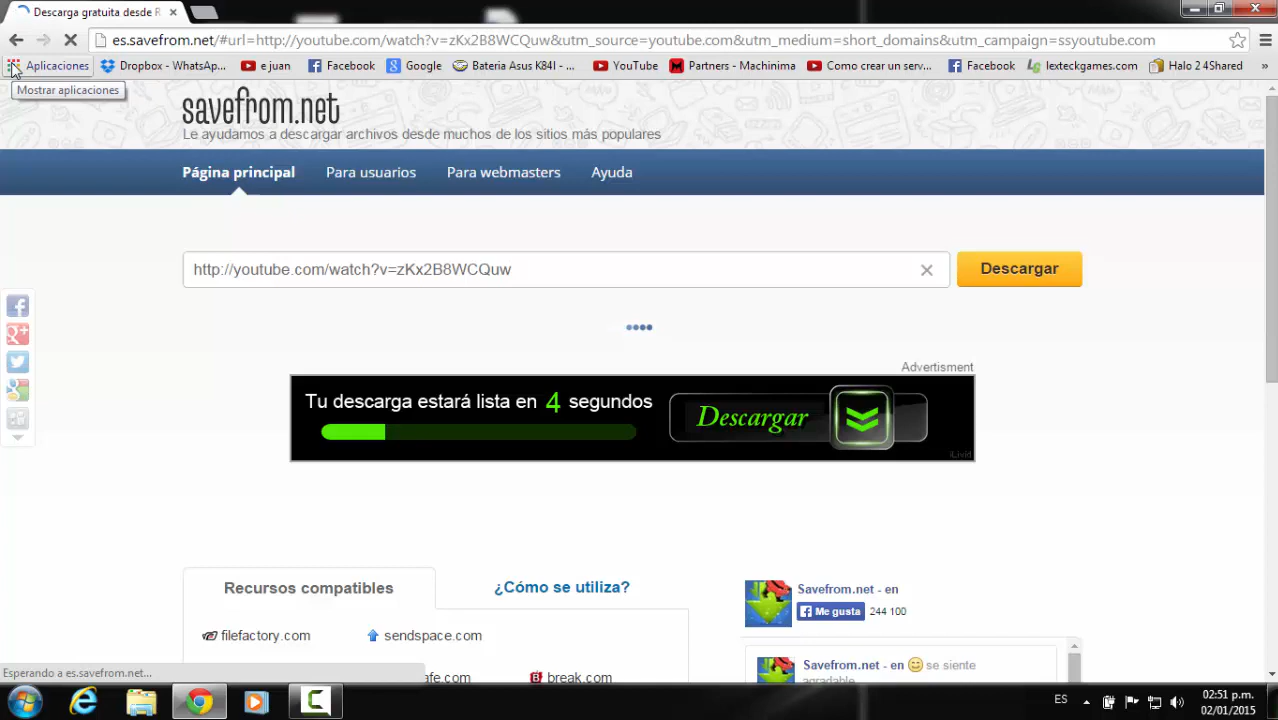 Descarga gratuita desde R
es.savefrom.net/#url=http://youtube.com/watch?v=zKx2B8WCQuw&utm_source=youtube.com&utm_medium=short_domains&utm_campaign=ssyoutube.com
Aplicaciones Dropbox - WhatsAp... e juan Facebook Google Bateria Asus K84l - ... YouTube Partners - Machinima Como crear un serv... Facebook lexteckgames.com Halo 2 4Shared »
Mostrar aplicaciones
savefrom.net
Le ayudamos a descargar archivos desde muchos de los sitios más populares
Página principal Para usuarios Para webmasters Ayuda
http://youtube.com/watch?v=zKx2B8WCQuw Descargar
Advertisment
Tu descarga estará lista en 4 segundos Descargar
iLivid
Recursos compatibles ¿Cómo se utiliza?
Savefrom.net - en
Me gusta 244 100
filefactory.com sendspace.com
Savefrom.net - en se siente
agradable
Esperando a es.savefrom.net...
afe.com break.com
ES 02:51 p.m.
02/01/2015